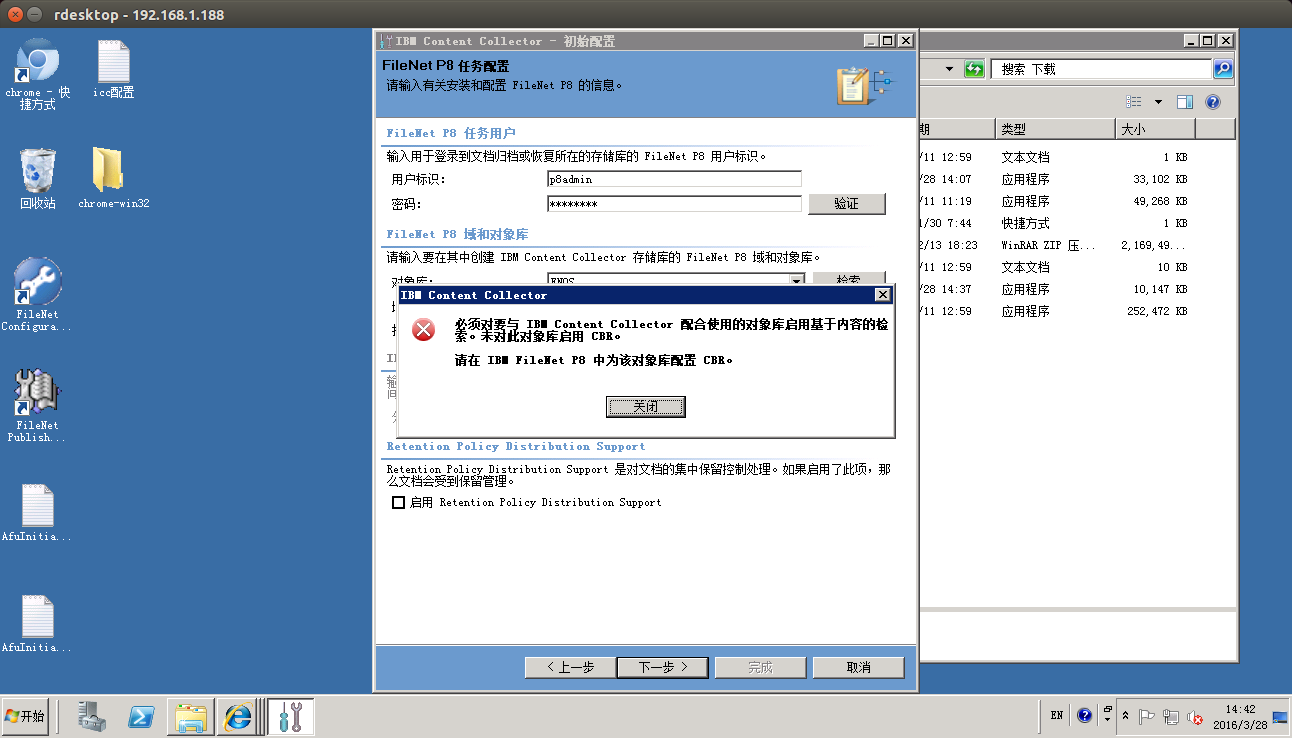 rdesktop - 192.168.1.188
chrome - 快
捷方式
icc配置
回收站
chrome-win32
FileNet
Configura...
FileNet
Publish...
AfuInitia...
AfuInitia...
IBM Content Collector - 初始配置
FileNet P8 任务配置
请输入有关安装和配置 FileNet P8 的信息。
FileNet P8 任务用户
输入用于登录到文档归档或恢复所在的存储库的 FileNet P8 用户标识。
用户标识:
p8admin
密码:
********
验证
FileNet P8 域和对象库
请输入要在其中创建 IBM Content Collector 存储库的 FileNet P8 域和对象库。
对象库:
检索
IBM Content Collector
必须对要与 IBM Content Collector 配合使用的对象库启用基于内容的检
索。未对此对象库启用 CBR。
请在 IBM FileNet P8 中为该对象库配置 CBR。
关闭
Retention Policy Distribution Support
Retention Policy Distribution Support 是对文档的集中保留控制处理。如果启用了此项，那
么文档会受到保留管理。
启用 Retention Policy Distribution Support
< 上一步
下一步 >
完成
取消
搜索 下载
期 类型 大小
/11 12:59 文本文档 1 KB
/28 14:07 应用程序 33,102 KB
/11 11:19 应用程序 49,268 KB
/30 7:44 快捷方式 1 KB
2/13 18:23 WinRAR ZIP 压... 2,169,49...
/11 12:59 文本文档 10 KB
/28 14:37 应用程序 10,147 KB
/11 12:59 应用程序 252,472 KB
开始
EN
14:42
2016/3/28